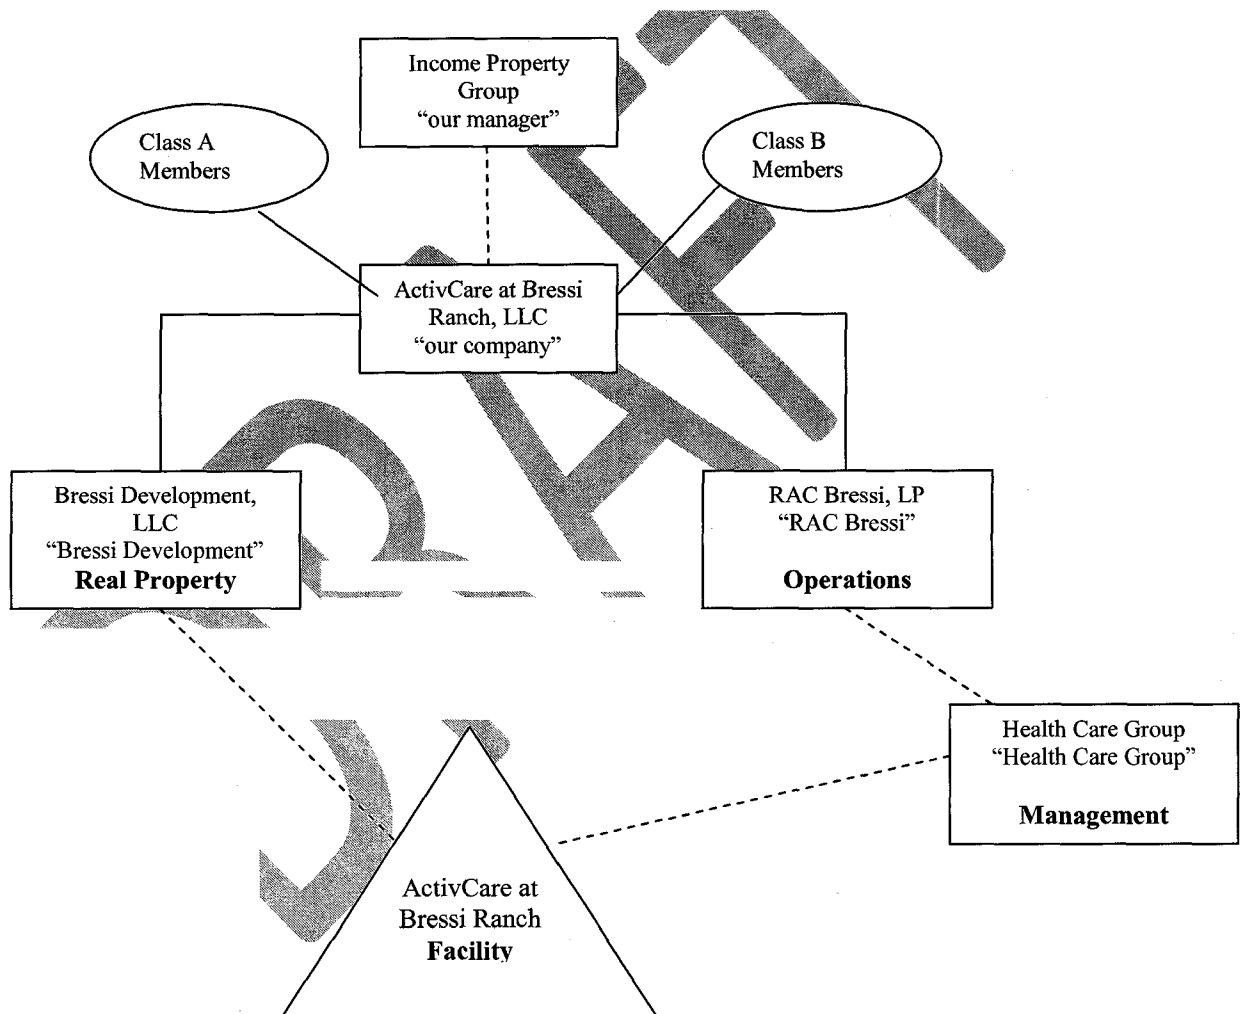 Income Property
Group
“our manager”
Class A
Members
Class B
Members
ActivCare at Bressi
Ranch, LLC
“our company”
Bressi Development,
LLC
“Bressi Development”
Real Property
RAC Bressi, LP
“RAC Bressi”
Operations
Health Care Group
“Health Care Group”
Management
ActivCare at
Bressi Ranch
Facility